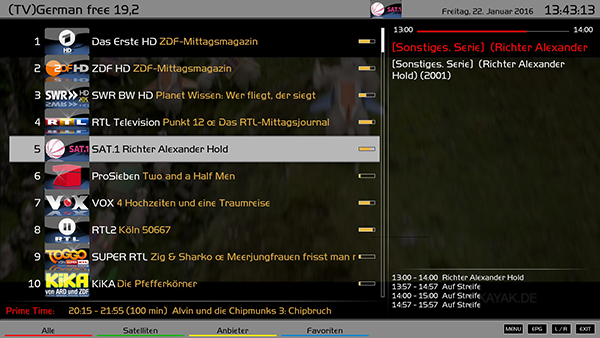 (TV)German free 19,2
SAT.1
Freitag, 22. Januar 2016
13:43:13
1 HD Das Erste HD ZDF-Mittagsmagazin
2 ZDF HD ZDF HD ZDF-Mittagsmagazin
3 SWR>> HD SWR BW HD Planet Wissen: Wer fliegt, der siegt
4 RTL RTL Television Punkt 12 œ Das RTL-Mittagsjournal
5 SAT.1 SAT.1 Richter Alexander Hold
6 ProSieben Two and a Half Men
7 VOX VOX 4 Hochzeiten und eine Traumreise
8 RTL RTL2 Köln 50667
9 TOGGO SUPER RTL Zig & Sharko œ Meerjungfrauen frisst man r
10 KiKA von ARD und ZDF KiKA Die Pfefferkörner
13:00 14:00
[Sonstiges. Serie] (Richter Alexander
[Sonstiges. Serie] (Richter Alexander
Hold) (2001)
13:00 - 14:00 Richter Alexander Hold
13:57 - 14:57 Auf Streife
14:00 - 15:00 Auf Streife
14:57 - 15:57 Auf Streife
KAYAK.DE
Prime Time: 20:15 - 21:55 (100 min) Alvin und die Chipmunks 3: Chipbruch
Alle Satelliten Anbieter Favoriten
MENU EPG L / R EXIT